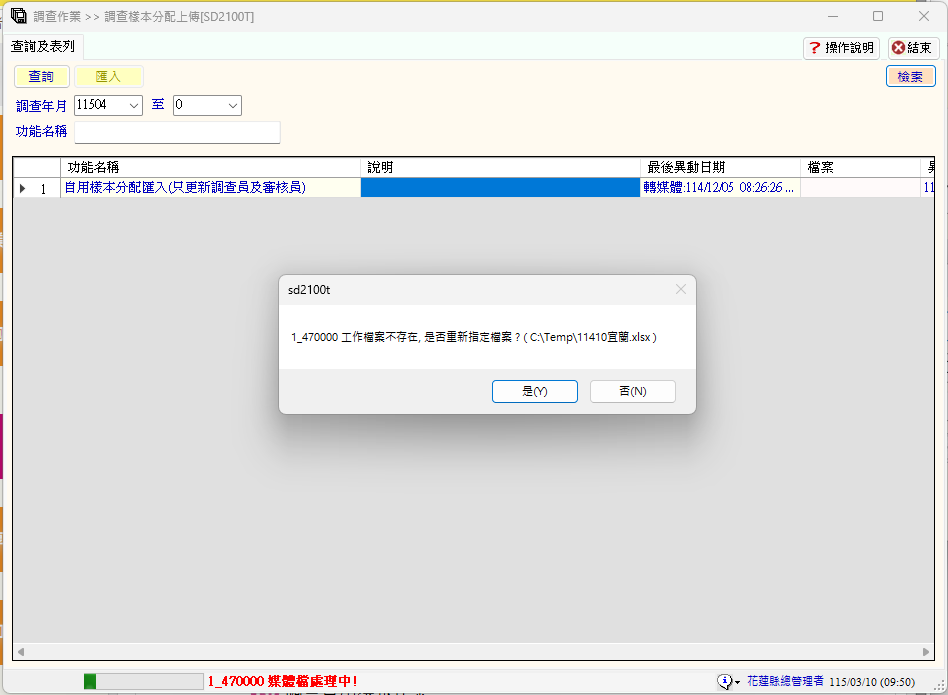 調查作業 >> 調查樣本分配上傳[SD2100T]
查詢及表列
? 操作說明
結束
查詢
匯入
檢索
調查年月 11504 至 0
功能名稱
功能名稱 說明 最後異動日期 檔案
1 自用樣本分配匯入(只更新調查員及審核員) 轉媒體:114/12/05 08:26:26 ... 11
sd2100t
1_470000 工作檔案不存在, 是否重新指定檔案 ? ( C:\Temp\11410宜蘭.xlsx )
是(Y)
否(N)
1_470000 媒體檔處理中!
花蓮縣總管理者 115/03/10 (09:50)